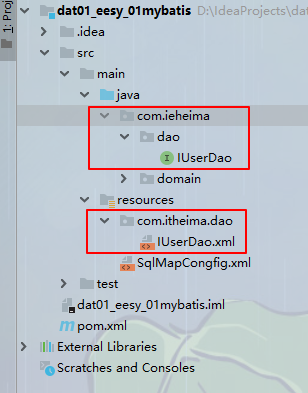 1: Proj
dat01_eesy_01mybatis D:\IdeaProjects\dat
.idea
src
main
java
com.ieheima
dao
IUserDao
domain
resources
com.itheima.dao
IUserDao.xml
SqlMapCongfig.xml
test
dat01_eesy_01mybatis.iml
pom.xml
External Libraries
Scratches and Consoles